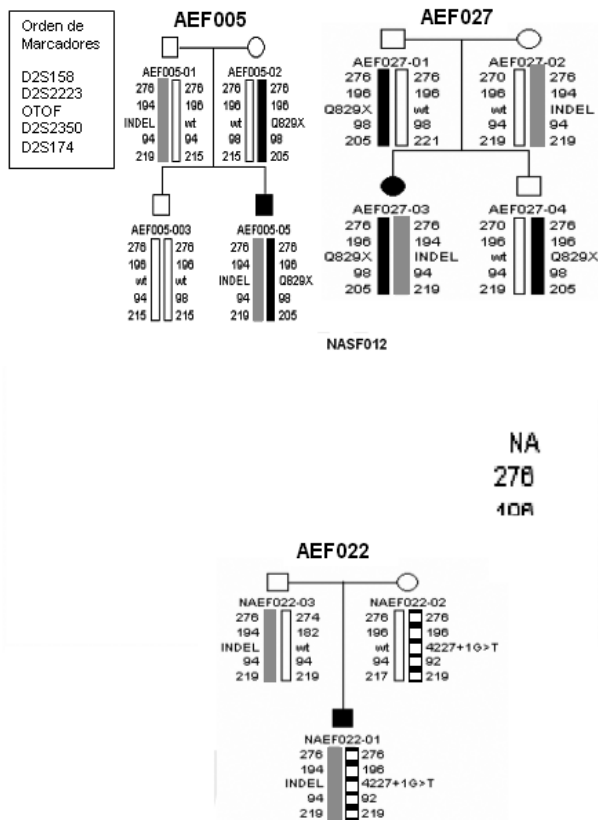 Orden de
Marcadores
D2S158
D2S2223
OTOF
D2S2350
D2S174
AEF005
AEF005-01 AEF005-02
276 276 276 276
194 196 196 196
INDEL wt wt Q829X
94 94 98 98
219 215 215 205
AEF005-003 AEF005-05
276 276 276 276
196 196 194 196
wt wt INDEL Q829X
94 98 94 98
215 215 219 205
AEF027
AEF027-01 AEF027-02
276 276 270 276
196 196 196 194
Q829X wt wt INDEL
98 98 94 94
205 221 219 219
AEF027-03 AEF027-04
276 276 270 276
196 194 196 196
Q829X INDEL wt Q829X
98 94 94 98
205 219 219 205
NASF012
NA
276
AEF022
NAEF022-03 NAEF022-02
276 274 276 276
194 182 196 196
INDEL wt wt 4227+1G>T
94 94 94 92
219 219 217 219
NAEF022-01
276 276
194 196
INDEL 4227+1G>T
94 92
219 219